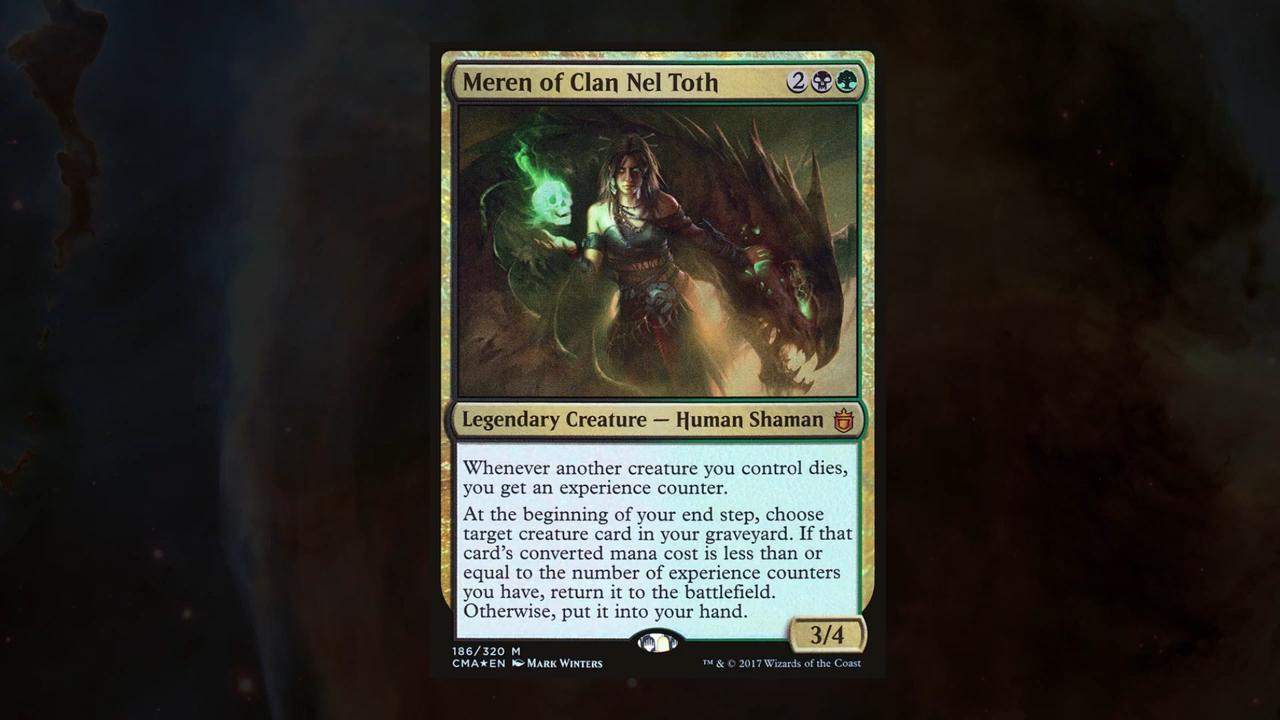 Meren of Clan Nel Toth 2
Legendary Creature — Human Shaman
Whenever another creature you control dies,
you get an experience counter.
At the beginning of your end step, choose
target creature card in your graveyard. If that
card's converted mana cost is less than or
equal to the number of experience counters
you have, return it to the battlefield.
Otherwise, put it into your hand.
3/4
186/320 M
CMA★EN Mark Winters
™ & © 2017 Wizards of the Coast